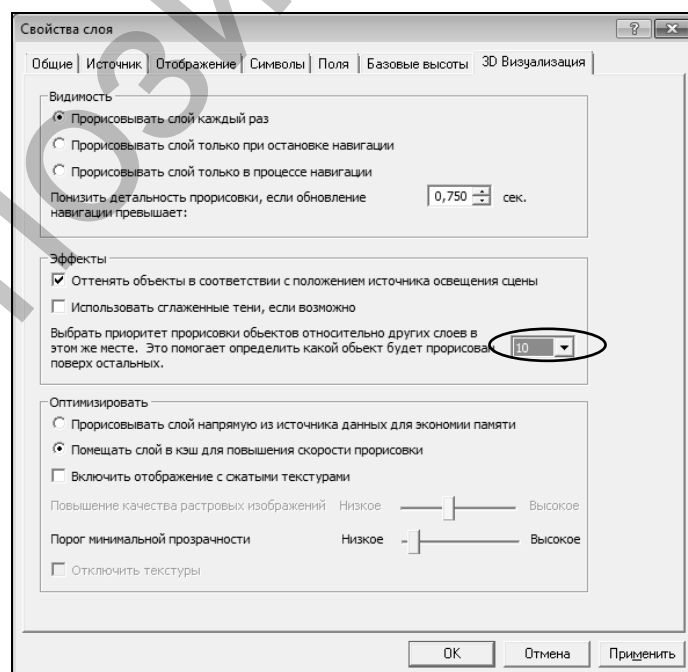 Свойства слоя
Общие Источник Отображение Символы Поля Базовые высоты 3D Визуализация
Видимость
Прорисовывать слой каждый раз
Прорисовывать слой только при остановке навигации
Прорисовывать слой только в процессе навигации
Понизить детальность прорисовки, если обновление 0,750 сек.
навигации превышает:
Эффекты
Оттенять объекты в соответствии с положением источника освещения сцены
Использовать сглаженные тени, если возможно
Выбрать приоритет прорисовки объектов относительно других слоев в
этом же месте. Это помогает определить какой объект будет прорисован 10
поверх остальных.
Оптимизировать
Прорисовывать слой напрямую из источника данных для экономии памяти
Помещать слой в кэш для повышения скорости прорисовки
Включить отображение с сжатыми текстурами
Повышение качества растровых изображений Низкое Высокое
Порог минимальной прозрачности Низкое Высокое
Отключить текстуры
OK Отмена Применить